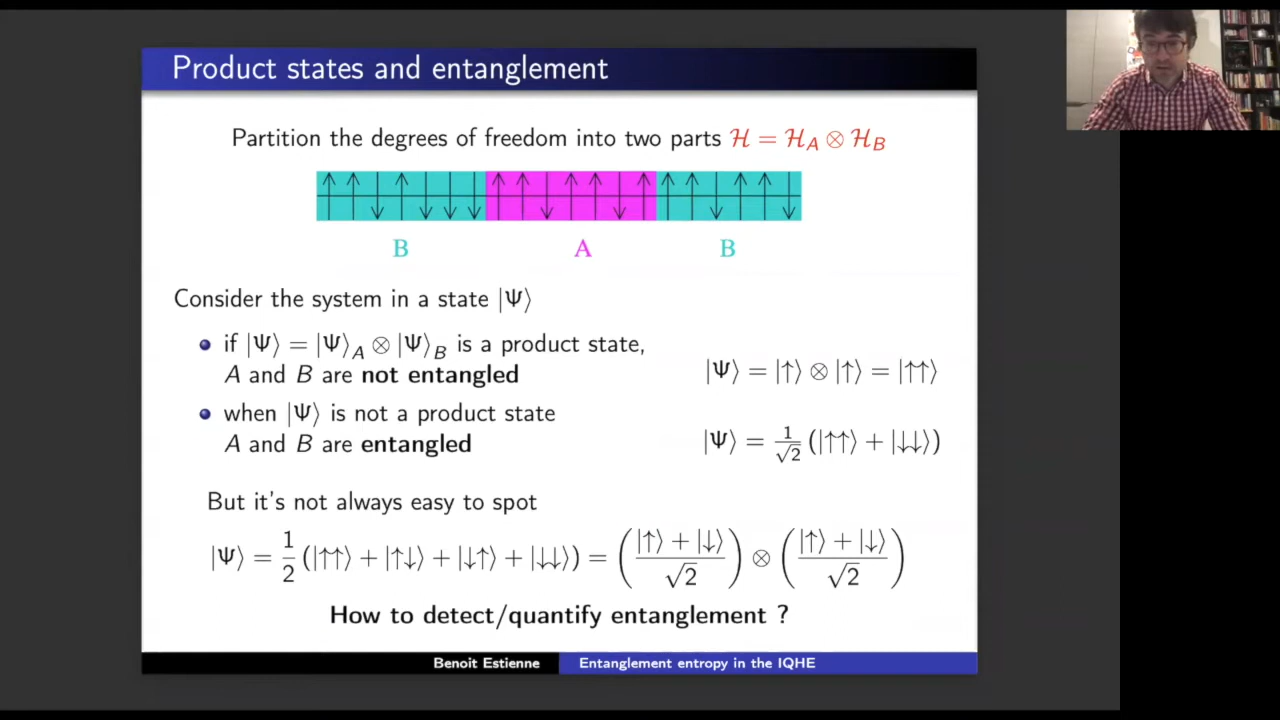 Product states and entanglement
Partition the degrees of freedom into two parts ℋ = ℋ_A ⊗ ℋ_B
B A B
Consider the system in a state |Ψ⟩
if |Ψ⟩ = |Ψ⟩_A ⊗ |Ψ⟩_B is a product state,
A and B are not entangled
|Ψ⟩ = |↑⟩ ⊗ |↑⟩ = |↑↑⟩
when |Ψ⟩ is not a product state
A and B are entangled
|Ψ⟩ = 1/√2 (|↑↑⟩ + |↓↓⟩)
But it's not always easy to spot
|Ψ⟩ = 1/2 (|↑↑⟩ + |↑↓⟩ + |↓↑⟩ + |↓↓⟩) = ((|↑⟩ + |↓⟩)/√2) ⊗ ((|↑⟩ + |↓⟩)/√2)
How to detect/quantify entanglement ?
Benoit Estienne Entanglement entropy in the IQHE